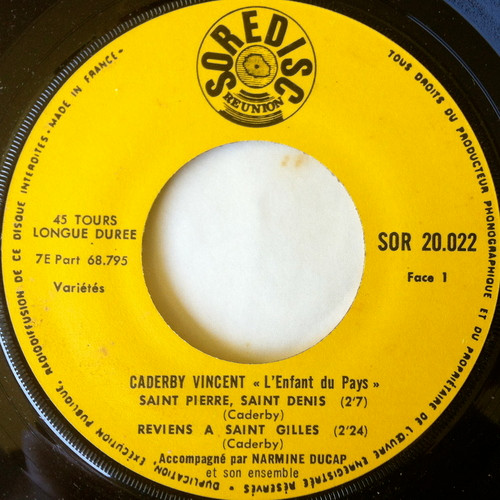 SOREDISC
REUNION
TOUS DROITS DU PRODUCTEUR PHONOGRAPHIQUE ET DU PROPRIÉTAIRE DE L'ŒUVRE ENREGISTRÉE RÉSERVÉS - DUPLICATION, EXÉCUTION PUBLIQUE, RADIODIFFUSION DE CE DISQUE INTERDITES - MADE IN FRANCE -
45 TOURS
LONGUE DUREE
7E Part 68.795
Variétés
SOR 20.022
Face 1
CADERBY VINCENT « L'Enfant du Pays »
SAINT PIERRE, SAINT DENIS (2'7)
(Caderby)
REVIENS A SAINT GILLES (2'24)
(Caderby)
Accompagné par NARMINE DUCAP
et son ensemble